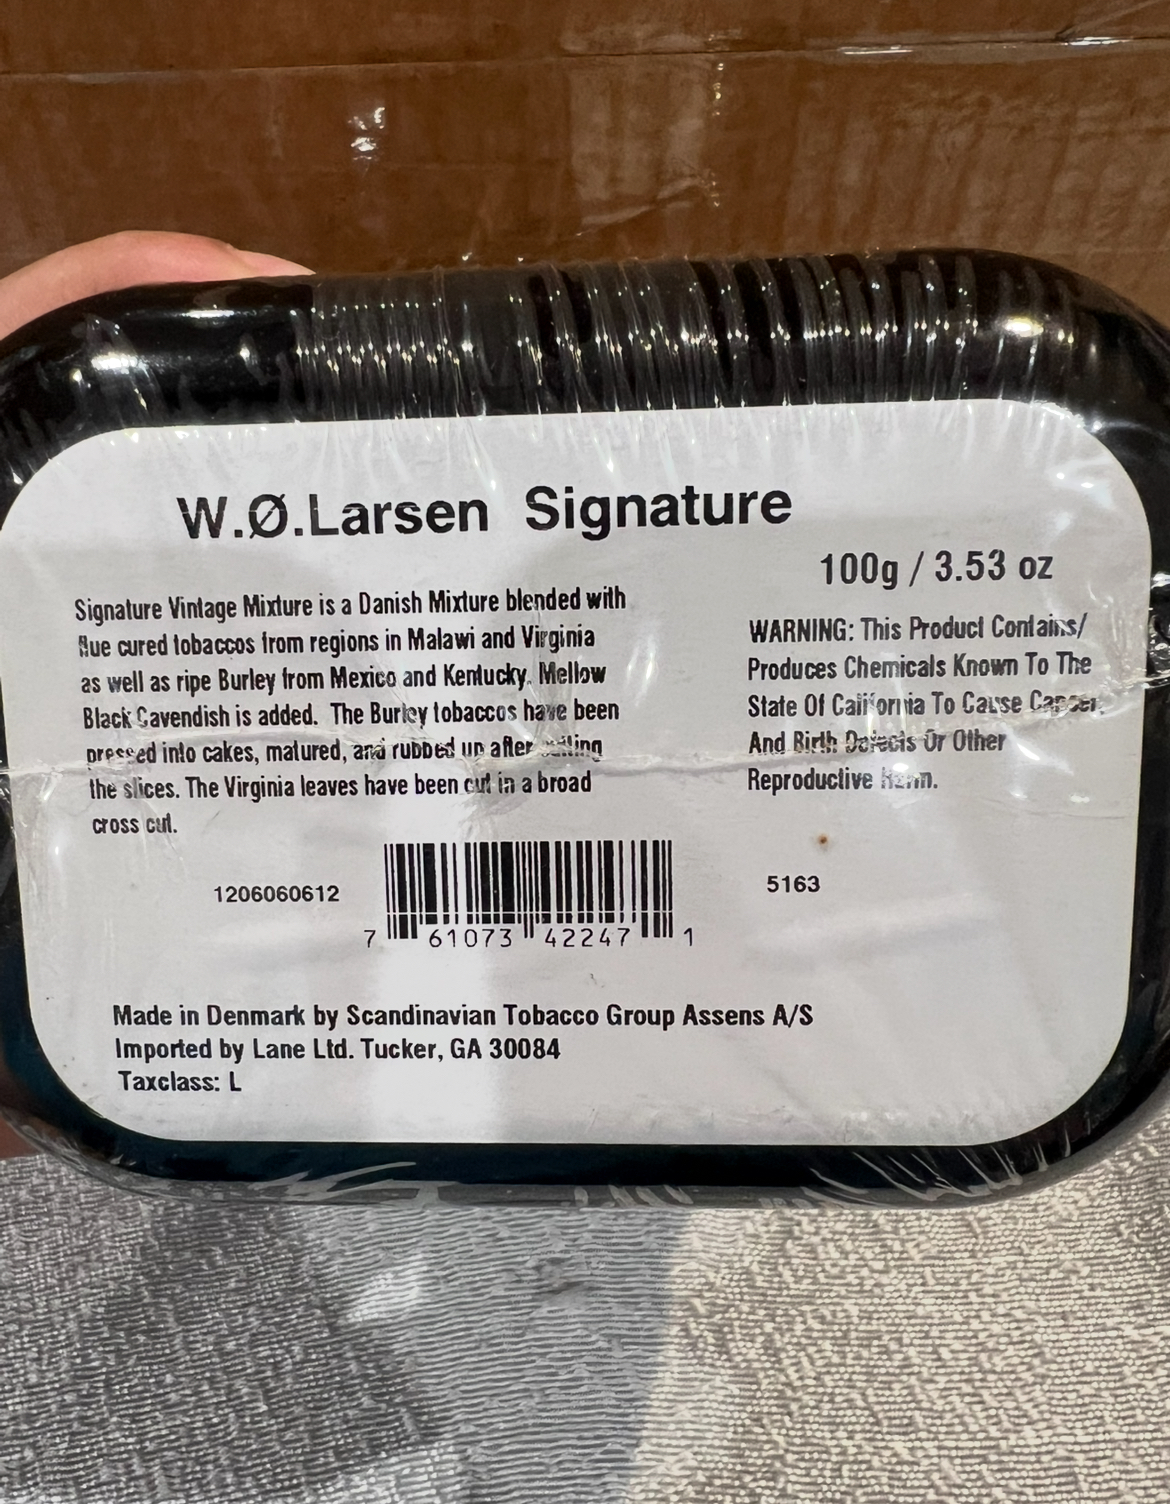 W.Ø.Larsen Signature
100g / 3.53 oz
Signature Vintage Mixture is a Danish Mixture blended with
flue cured tobaccos from regions in Malawi and Virginia
as well as ripe Burley from Mexico and Kentucky. Mellow
Black Cavendish is added. The Burley tobaccos have been
pressed into cakes, matured, and rubbed up after
the slices. The Virginia leaves have been cut in a broad
cross cut.
WARNING: This Product Contains/
Produces Chemicals Known To The
State Of California To Cause Cancer,
And Birth Defects Or Other
Reproductive Harm.
1206060612
5163
7 61073 42247 1
Made in Denmark by Scandinavian Tobacco Group Assens A/S
Imported by Lane Ltd. Tucker, GA 30084
Taxclass: L